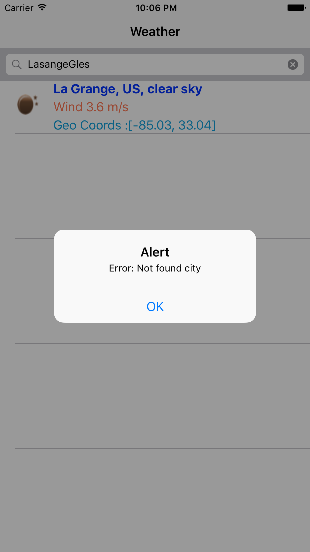 Carrier 10:06 PM
Weather
LasangeGles
La Grange, US, clear sky
Wind 3.6 m/s
Geo Coords :[-85.03, 33.04]
Alert
Error: Not found city
OK